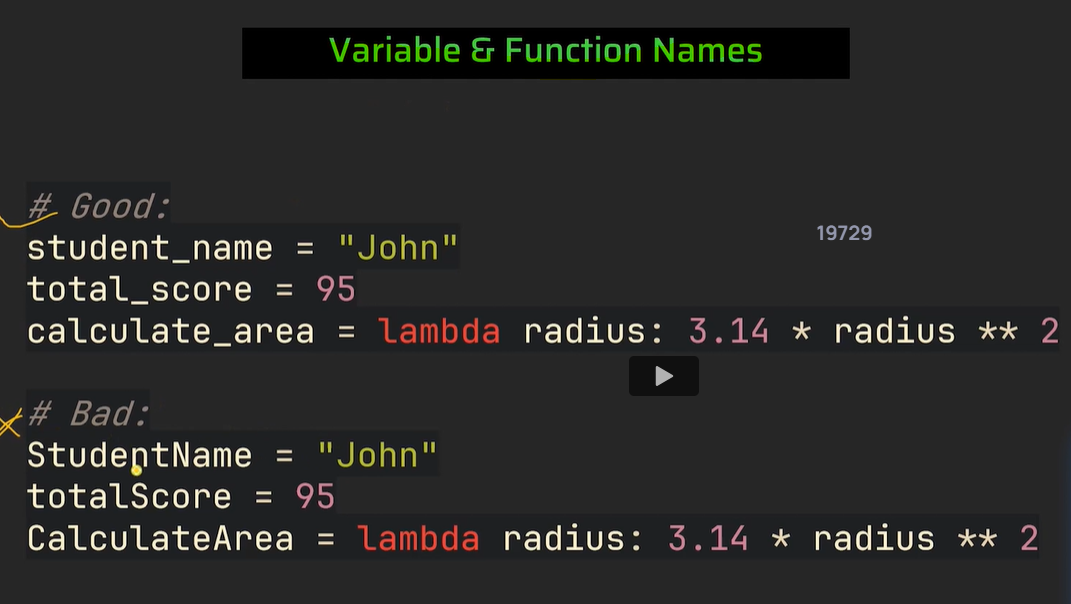 Variable & Function Names
# Good:
19729
student_name = "John"
total_score = 95
calculate_area = lambda radius: 3.14 * radius ** 2
# Bad:
StudentName = "John"
totalScore = 95
CalculateArea = lambda radius: 3.14 * radius ** 2